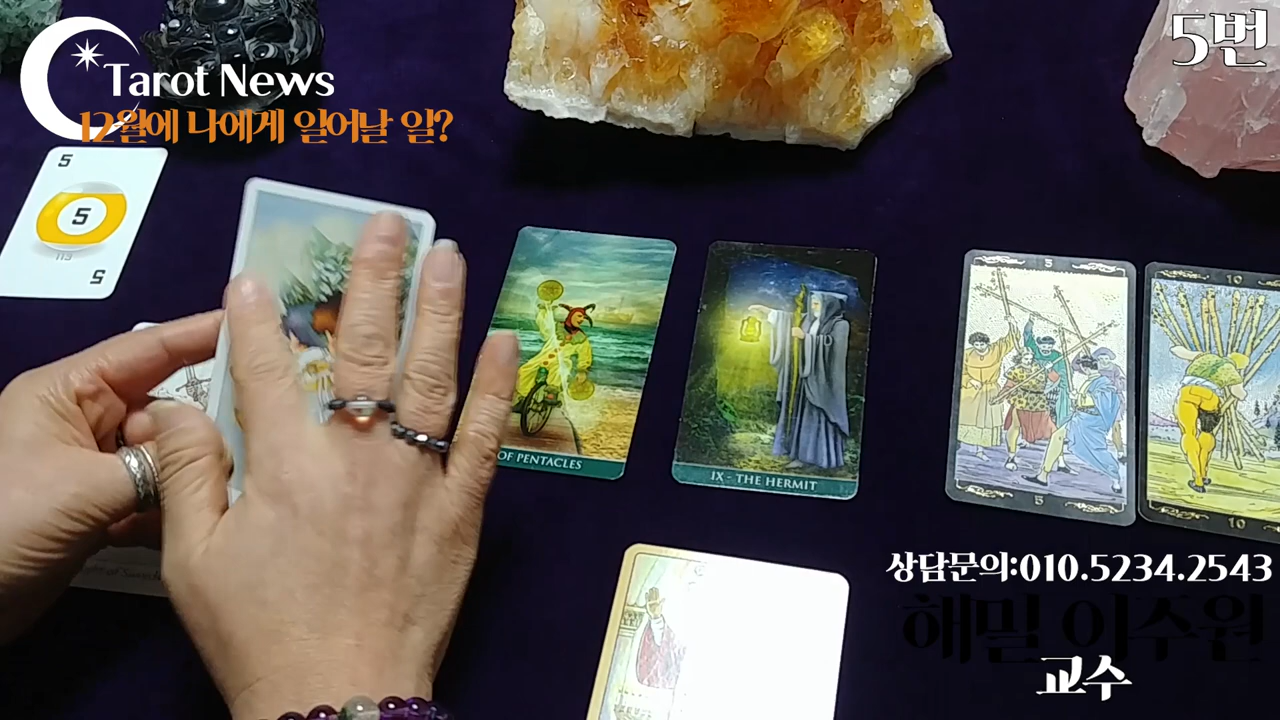 5번
Tarot News
12월에 나에게 일어날 일?
5
5
113
5
OF PENTACLES
IX - THE HERMIT
5
5
10
10
상담문의:010.5234.2543
해밀 이주원
교수